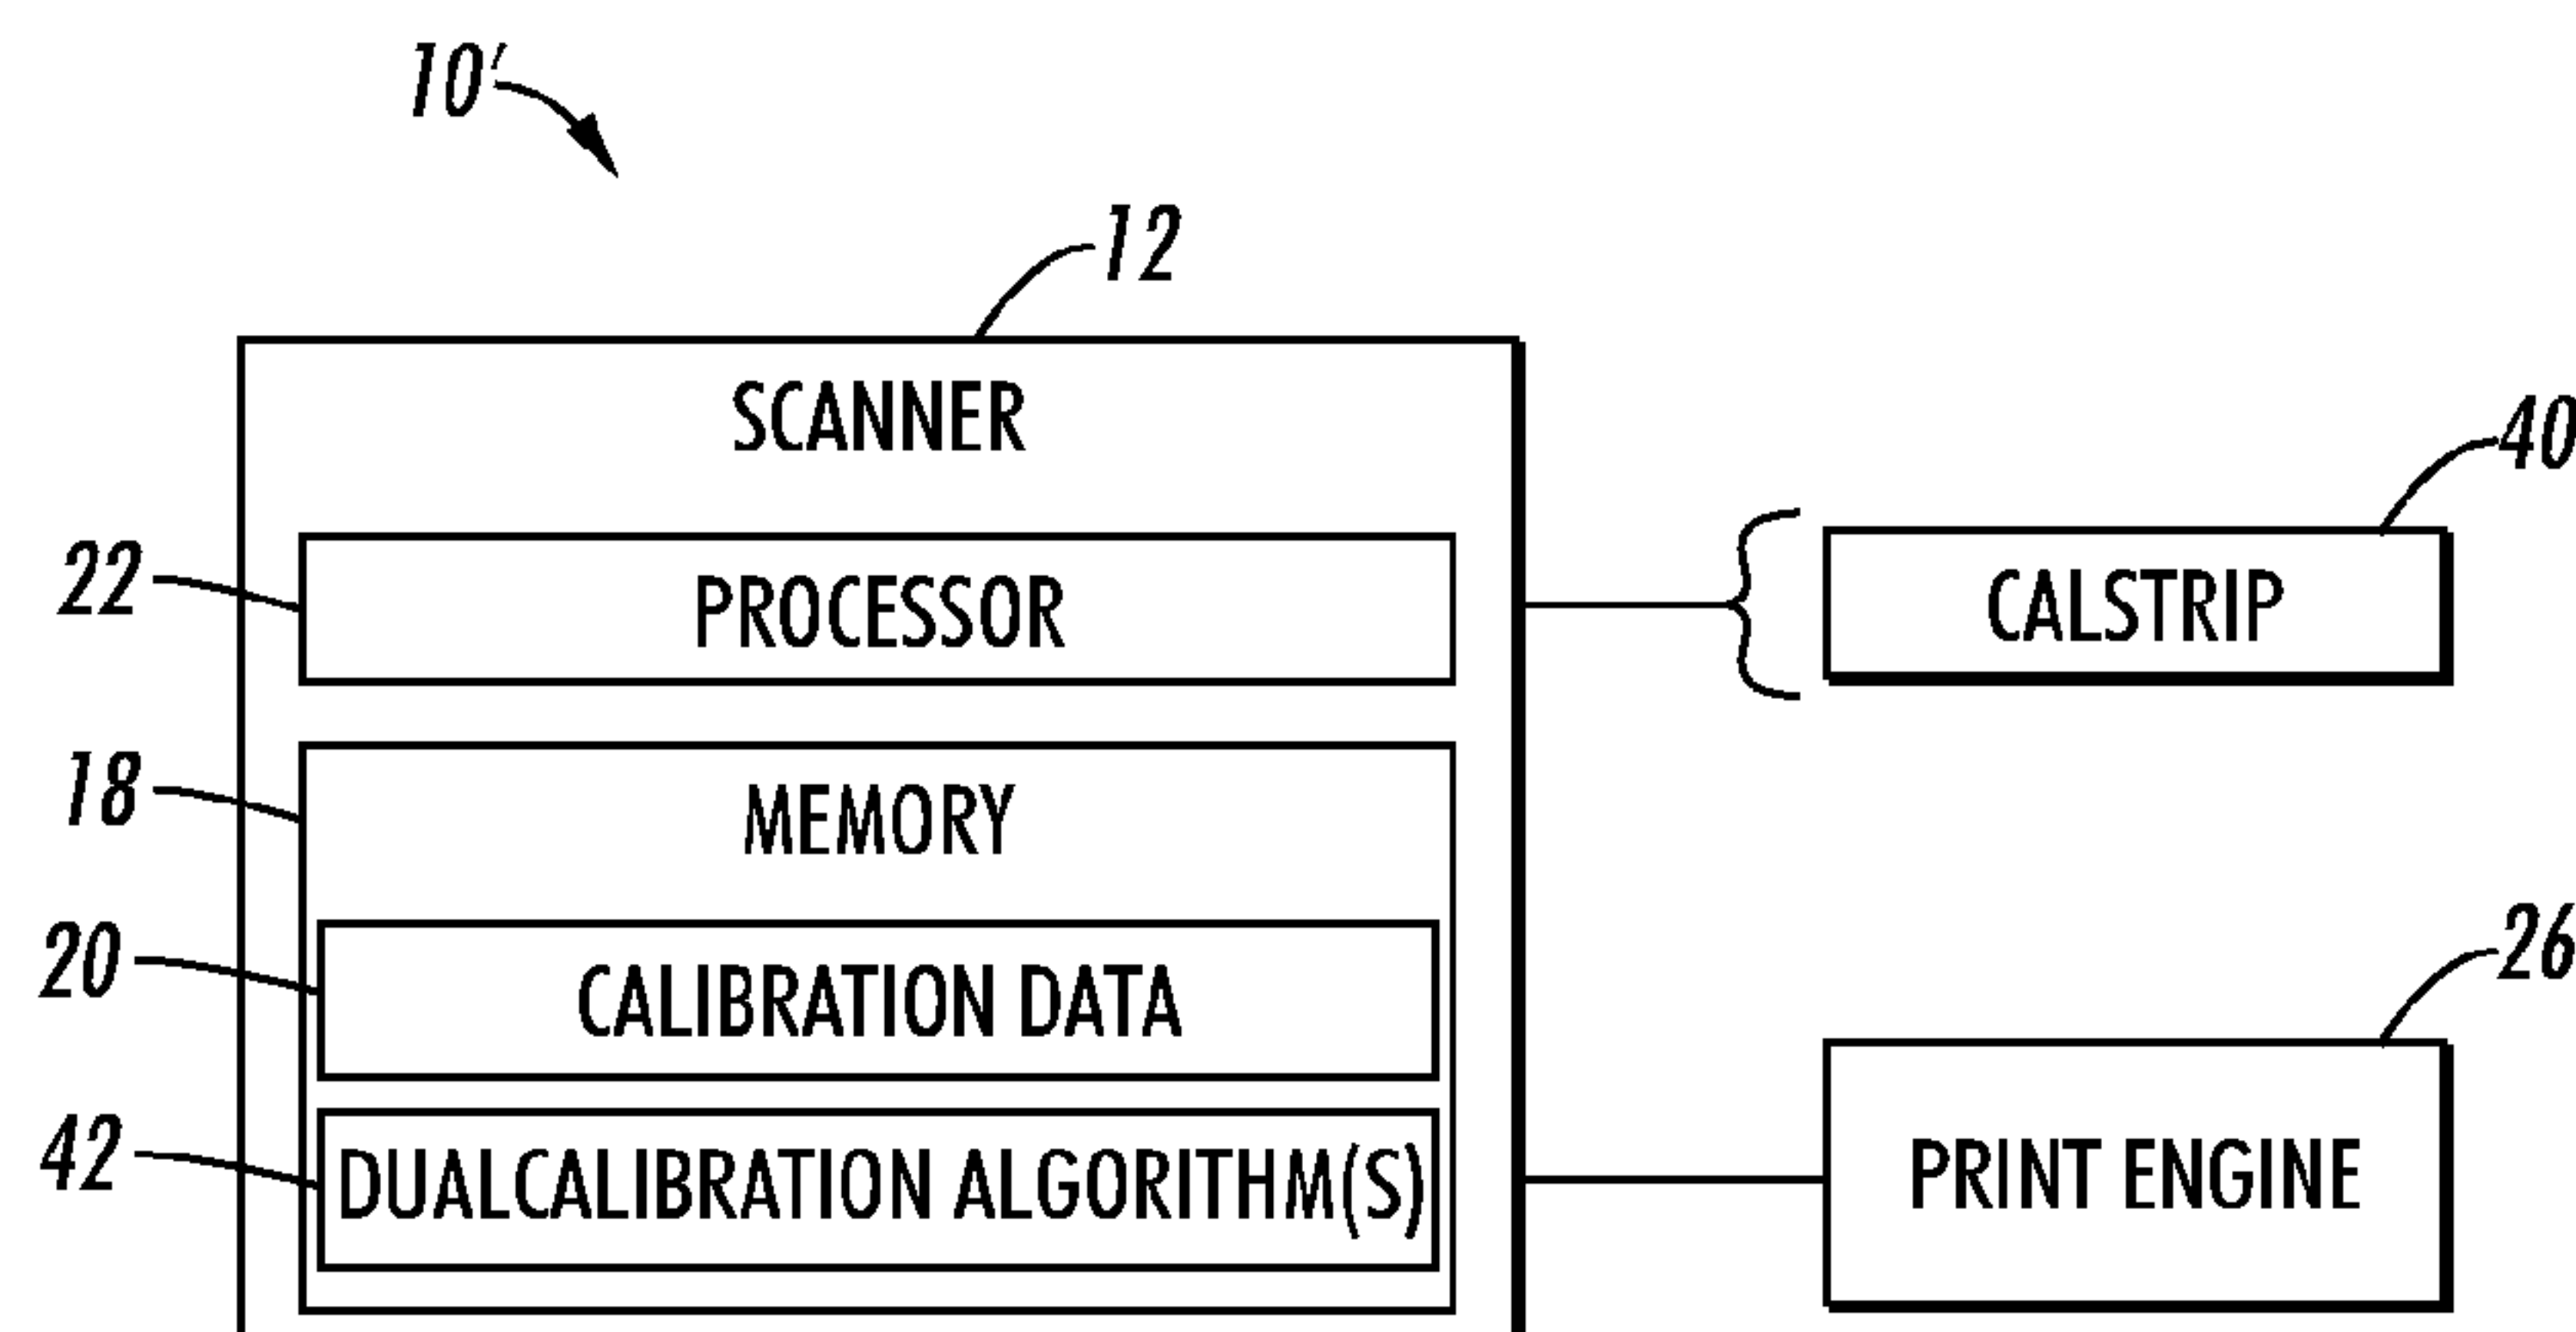 10'
12
SCANNER
40
22
PROCESSOR
CALSTRIP
18
MEMORY
20
CALIBRATION DATA
26
42
DUALCALIBRATION ALGORITHM(S)
PRINT ENGINE